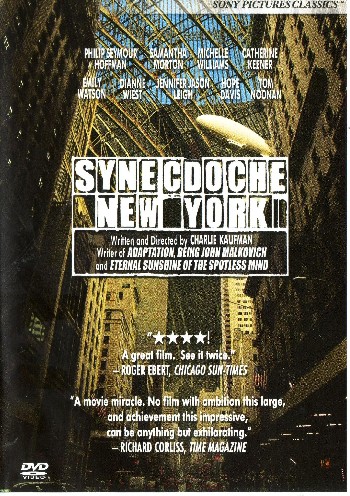 SONY PICTURES CLASSICS™
PHILIP SEYMOUR HOFFMAN
SAMANTHA MORTON
MICHELLE WILLIAMS
CATHERINE KEENER
EMILY WATSON
DIANNE WIEST
JENNIFER JASON LEIGH
HOPE DAVIS
TOM NOONAN
SYNECDOCHE
NEW YORK
Written and Directed by CHARLIE KAUFMAN
Writer of ADAPTATION, BEING JOHN MALKOVICH
and ETERNAL SUNSHINE OF THE SPOTLESS MIND
"★★★★!
A great film. See it twice."
– ROGER EBERT, CHICAGO SUN-TIMES
"A movie miracle. No film with ambition this large,
and achievement this impressive,
can be anything but exhilarating."
– RICHARD CORLISS, TIME MAGAZINE
DVD
VIDEO